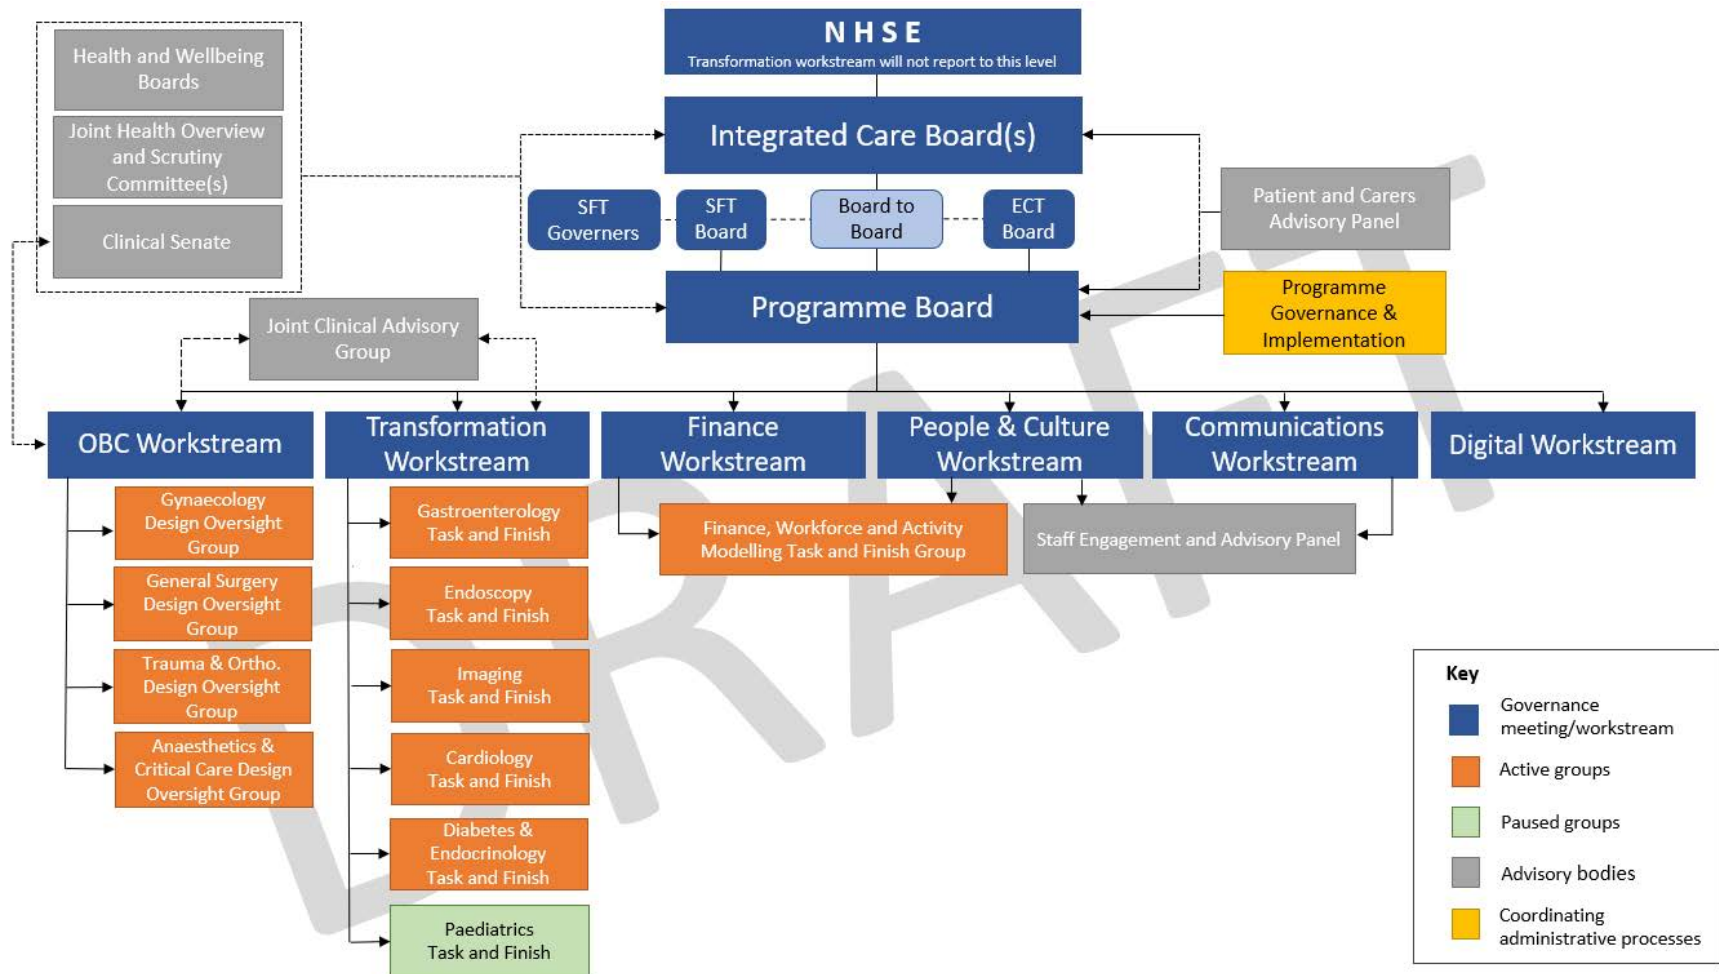 NHSE
Transformation workstream will not report to this level
Health and Wellbeing
Boards
Joint Health Overview
and Scrutiny
Committee(s)
Clinical Senate
Integrated Care Board(s)
SFT
Governers
SFT
Board
Board to
Board
ECT
Board
Patient and Carers
Advisory Panel
Programme Board
Programme
Governance &
Implementation
Joint Clinical Advisory
Group
OBC Workstream
Transformation
Workstream
Finance
Workstream
People & Culture
Workstream
Communications
Workstream
Digital Workstream
Gynaecology
Design Oversight
Group
General Surgery
Design Oversight
Group
Trauma & Ortho.
Design Oversight
Group
Anaesthetics &
Critical Care Design
Oversight Group
Gastroenterology
Task and Finish
Endoscopy
Task and Finish
Imaging
Task and Finish
Cardiology
Task and Finish
Diabetes &
Endocrinology
Task and Finish
Paediatrics
Task and Finish
Finance, Workforce and Activity
Modelling Task and Finish Group
Staff Engagement and Advisory Panel
Key
Governance
meeting/workstream
Active groups
Paused groups
Advisory bodies
Coordinating
administrative processes
DRAFT